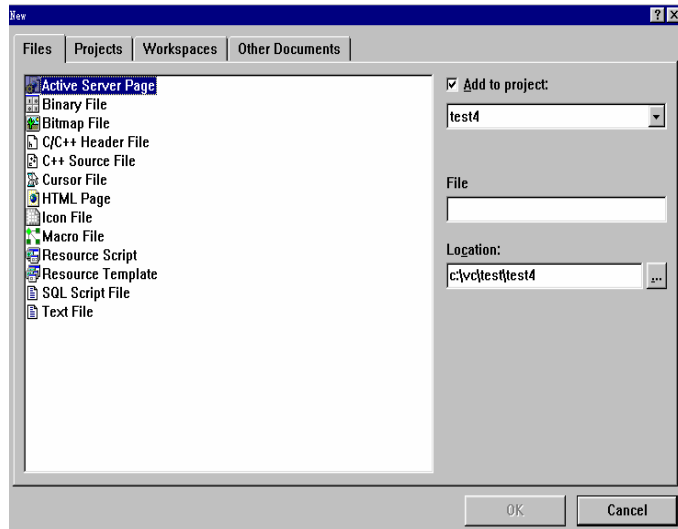 New
Files Projects Workspaces Other Documents
Active Server Page
Binary File
Bitmap File
C/C++ Header File
C++ Source File
Cursor File
HTML Page
Icon File
Macro File
Resource Script
Resource Template
SQL Script File
Text File
Add to project:
test4
File
Location:
c:\vc\test\test4
...
OK Cancel